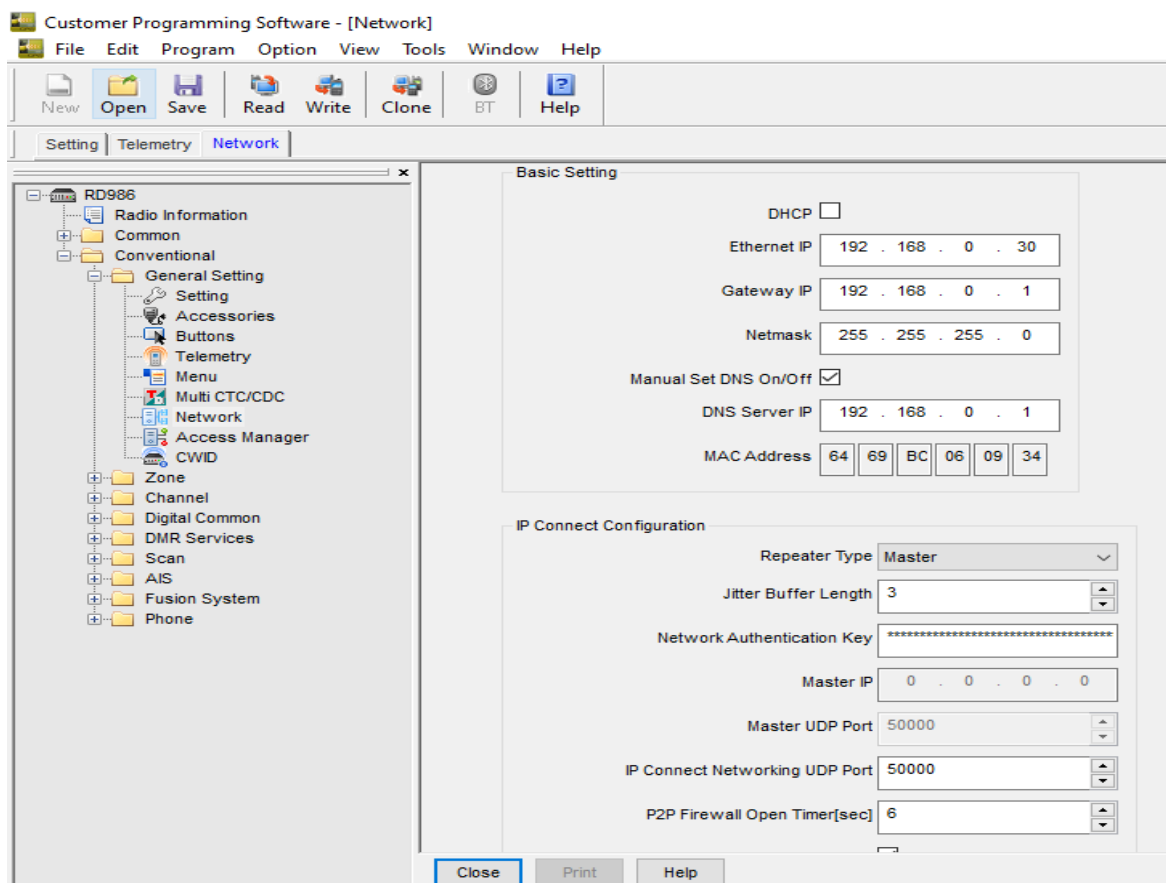 Customer Programming Software - [Network]
File Edit Program Option View Tools Window Help
New Open Save Read Write Clone BT Help
Setting Telemetry Network
RD986
Radio Information
Common
Conventional
General Setting
Setting
Accessories
Buttons
Telemetry
Menu
Multi CTC/CDC
Network
Access Manager
CWID
Zone
Channel
Digital Common
DMR Services
Scan
AIS
Fusion System
Phone
Basic Setting
DHCP
Ethernet IP 192 . 168 . 0 . 30
Gateway IP 192 . 168 . 0 . 1
Netmask 255 . 255 . 255 . 0
Manual Set DNS On/Off
DNS Server IP 192 . 168 . 0 . 1
MAC Address 64 69 BC 06 09 34
IP Connect Configuration
Repeater Type Master
Jitter Buffer Length 3
Network Authentication Key ************************************
Master IP 0 . 0 . 0 . 0
Master UDP Port 50000
IP Connect Networking UDP Port 50000
P2P Firewall Open Timer[sec] 6
Close Print Help